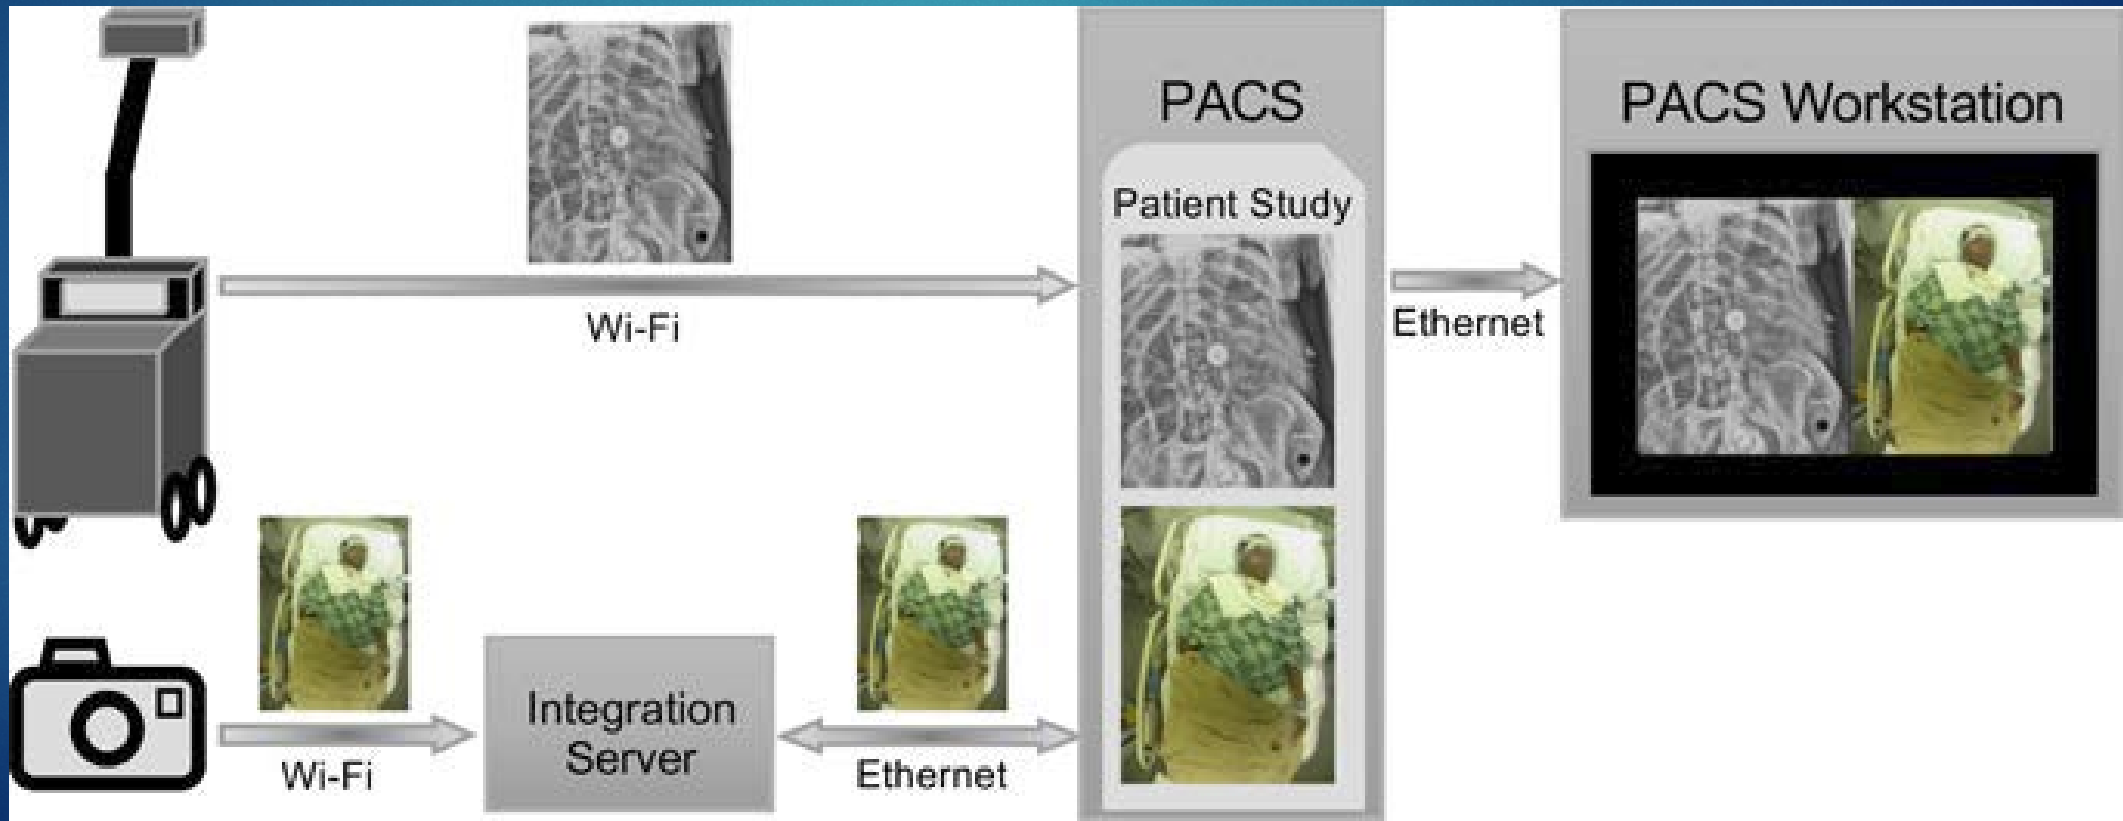 PACS
PACS Workstation
Patient Study
Wi-Fi
Ethernet
Integration
Server
Wi-Fi
Ethernet